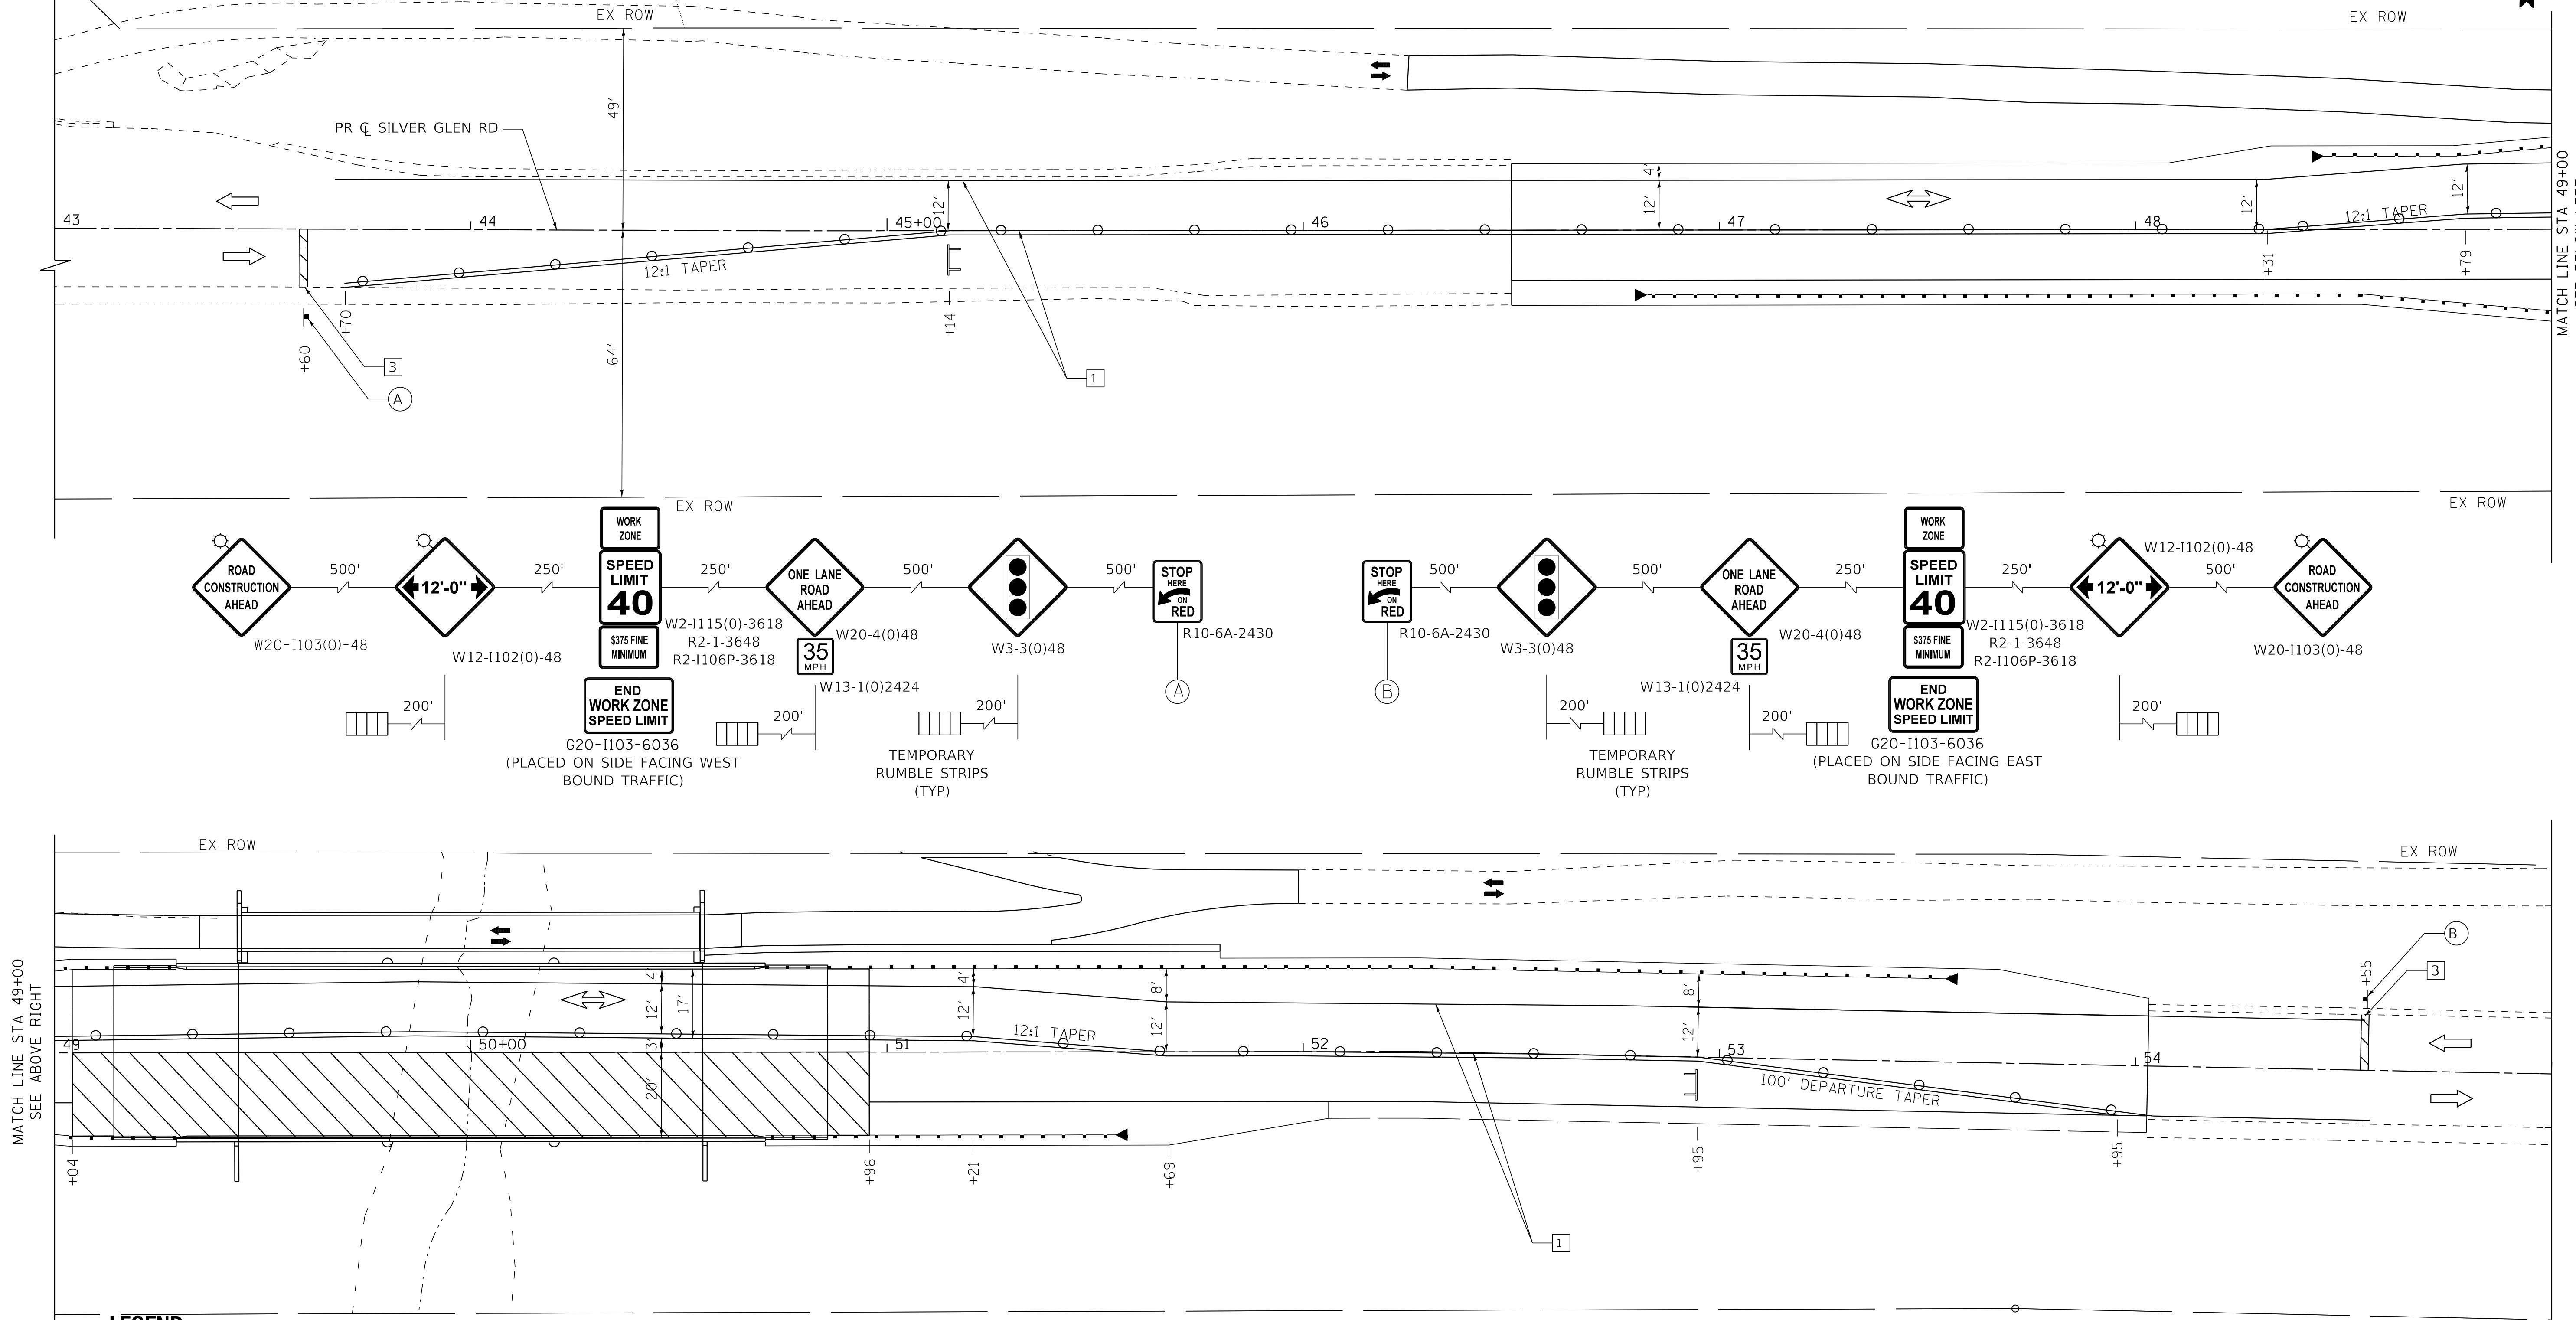 EX ROW
EX ROW
49'
PR ℄ SILVER GLEN RD
4'
12'
12'
12'
12'
43
44
45+00
46
47
48
12:1 TAPER
12:1 TAPER
+60
+70
+14
+31
+79
64'
3
A
1
MATCH LINE STA 49+00
EX ROW
EX ROW
ROAD
CONSTRUCTION
AHEAD
W20-I103(0)-48
500'
12'-0"
W12-I102(0)-48
250'
WORK
ZONE
SPEED
LIMIT
40
$375 FINE
MINIMUM
W2-I115(0)-3618
R2-1-3648
R2-I106P-3618
END
WORK ZONE
SPEED LIMIT
G20-I103-6036
(PLACED ON SIDE FACING WEST
BOUND TRAFFIC)
250'
ONE LANE
ROAD
AHEAD
W20-4(0)48
35
MPH
W13-1(0)2424
500'
W3-3(0)48
500'
STOP
HERE
ON
RED
R10-6A-2430
A
200'
200'
200'
TEMPORARY
RUMBLE STRIPS
(TYP)
STOP
HERE
ON
RED
R10-6A-2430
B
500'
W3-3(0)48
500'
ONE LANE
ROAD
AHEAD
W20-4(0)48
35
MPH
W13-1(0)2424
250'
WORK
ZONE
SPEED
LIMIT
40
$375 FINE
MINIMUM
W2-I115(0)-3618
R2-1-3648
R2-I106P-3618
END
WORK ZONE
SPEED LIMIT
G20-I103-6036
(PLACED ON SIDE FACING EAST
BOUND TRAFFIC)
250'
12'-0"
W12-I102(0)-48
500'
ROAD
CONSTRUCTION
AHEAD
W20-I103(0)-48
200'
TEMPORARY
RUMBLE STRIPS
(TYP)
200'
200'
EX ROW
EX ROW
MATCH LINE STA 49+00
SEE ABOVE RIGHT
4'
12'
17'
3'
20'
4'
12'
8'
12'
8'
12'
49
50+00
51
52
53
54
12:1 TAPER
100' DEPARTURE TAPER
B
3
+55
+04
+96
+21
+69
+95
+95
1
LEGEND